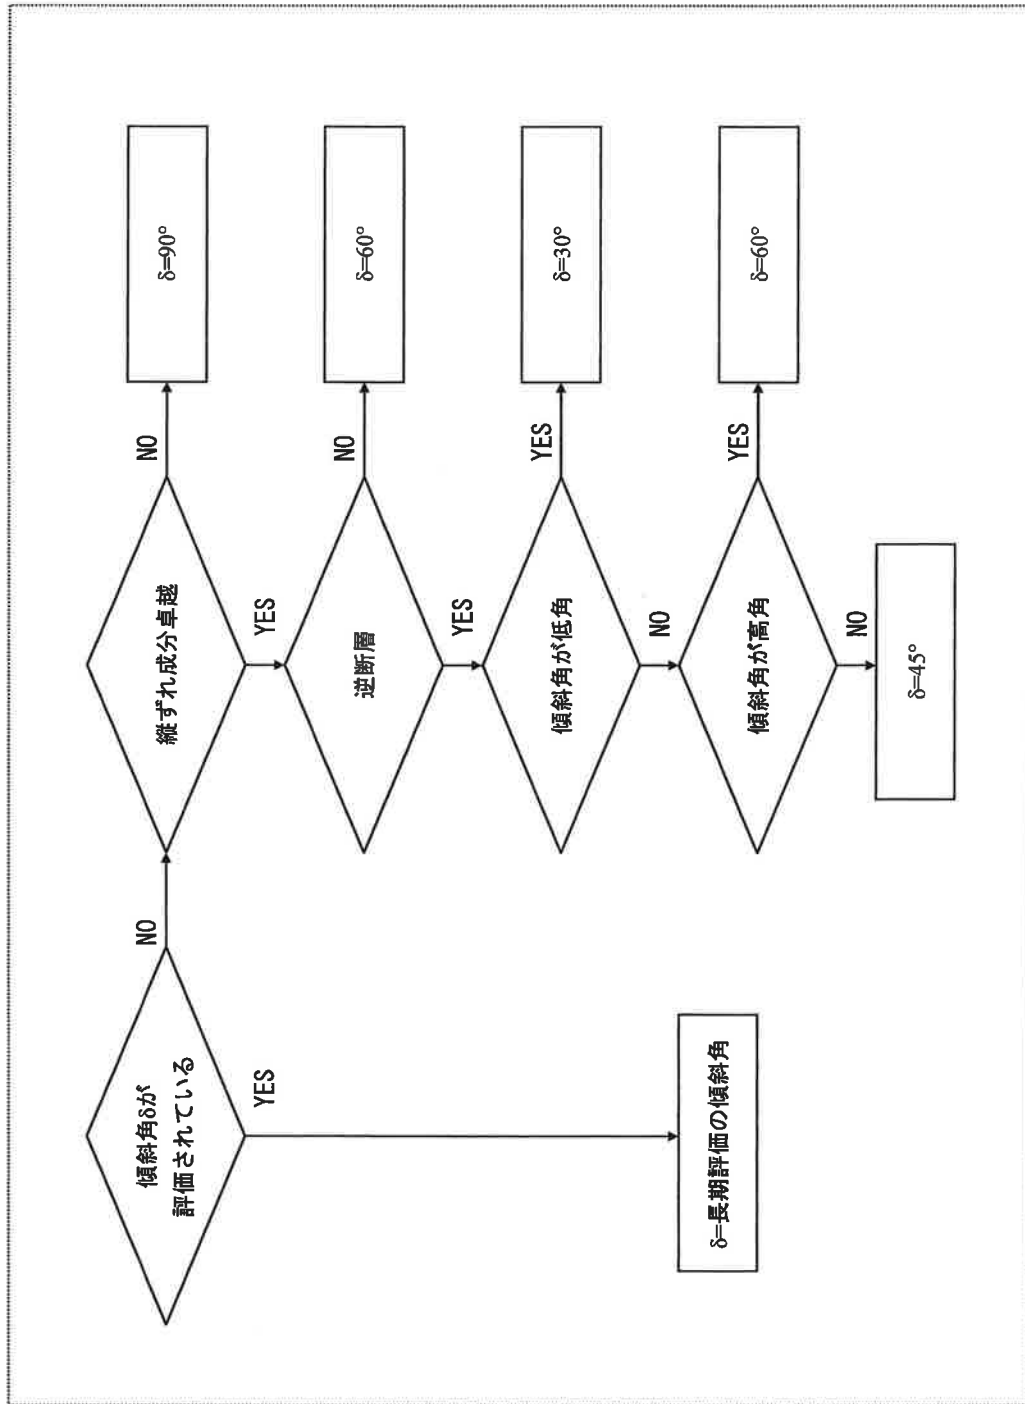 傾斜角δが
評価されている
NO
YES
δ=長期評価の傾斜角
縦ずれ成分卓越
NO
δ=90°
YES
逆断層
NO
δ=60°
YES
傾斜角が低角
YES
δ=30°
NO
傾斜角が高角
YES
δ=60°
NO
δ=45°